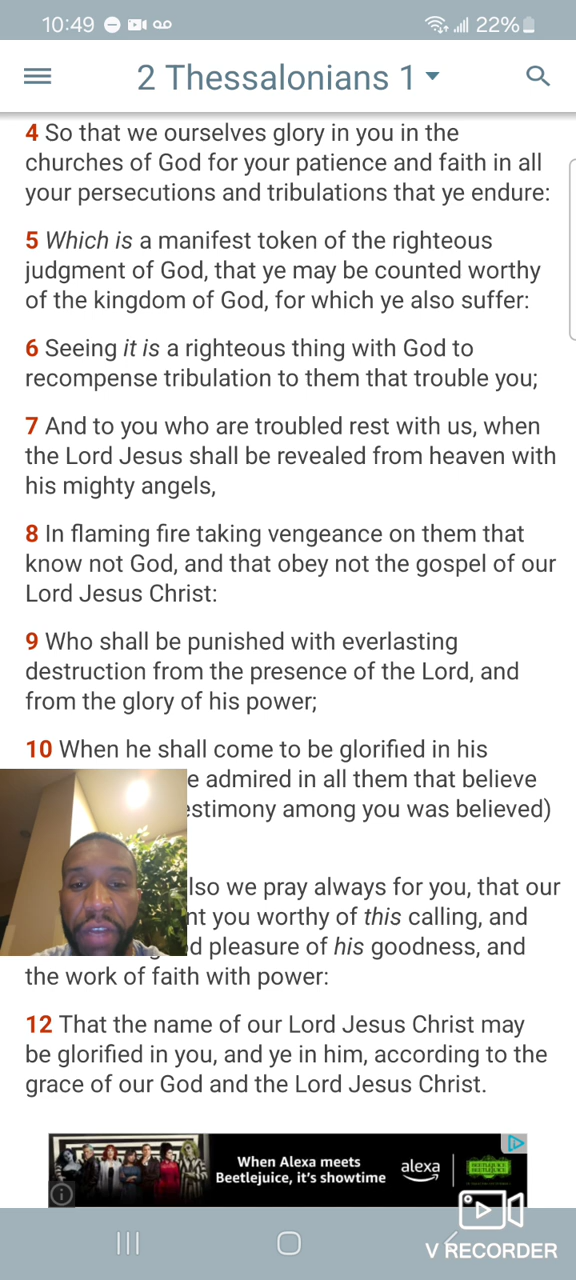 10:49 22%
2 Thessalonians 1
4 So that we ourselves glory in you in the
churches of God for your patience and faith in all
your persecutions and tribulations that ye endure:
5 Which is a manifest token of the righteous
judgment of God, that ye may be counted worthy
of the kingdom of God, for which ye also suffer:
6 Seeing it is a righteous thing with God to
recompense tribulation to them that trouble you;
7 And to you who are troubled rest with us, when
the Lord Jesus shall be revealed from heaven with
his mighty angels,
8 In flaming fire taking vengeance on them that
know not God, and that obey not the gospel of our
Lord Jesus Christ:
9 Who shall be punished with everlasting
destruction from the presence of the Lord, and
from the glory of his power;
10 When he shall come to be glorified in his
e admired in all them that believe
estimony among you was believed)
lso we pray always for you, that our
nt you worthy of this calling, and
d pleasure of his goodness, and
the work of faith with power:
12 That the name of our Lord Jesus Christ may
be glorified in you, and ye in him, according to the
grace of our God and the Lord Jesus Christ.
When Alexa meets
Beetlejuice, it's showtime
alexa
BEETLEJUICE
BEETLEJUICE
V RECORDER